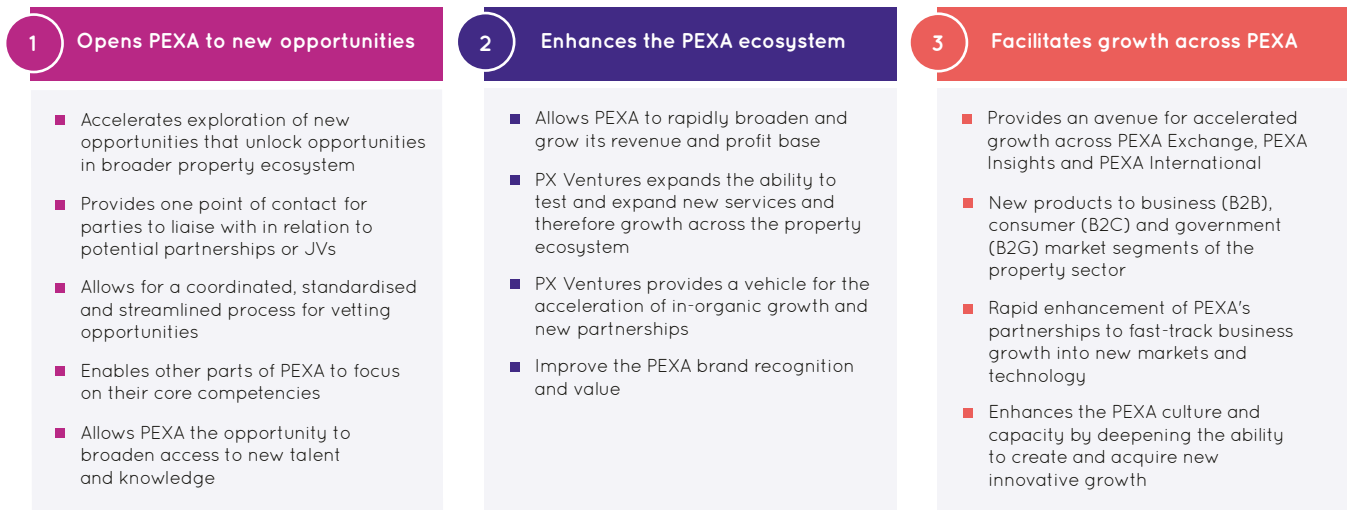 1
Opens PEXA to new opportunities
Accelerates exploration of new
opportunities that unlock opportunities
in broader property ecosystem
Provides one point of contact for
parties to liaise with in relation to
potential partnerships or JVs
Allows for a coordinated, standardised
and streamlined process for vetting
opportunities
Enables other parts of PEXA to focus
on their core competencies
Allows PEXA the opportunity to
broaden access to new talent
and knowledge
2
Enhances the PEXA ecosystem
Allows PEXA to rapidly broaden and
grow its revenue and profit base
PX Ventures expands the ability to
test and expand new services and
therefore growth across the property
ecosystem
PX Ventures provides a vehicle for the
acceleration of in-organic growth and
new partnerships
Improve the PEXA brand recognition
and value
3
Facilitates growth across PEXA
Provides an avenue for accelerated
growth across PEXA Exchange, PEXA
Insights and PEXA International
New products to business (B2B),
consumer (B2C) and government
(B2G) market segments of the
property sector
Rapid enhancement of PEXA's
partnerships to fast-track business
growth into new markets and
technology
Enhances the PEXA culture and
capacity by deepening the ability
to create and acquire new
innovative growth